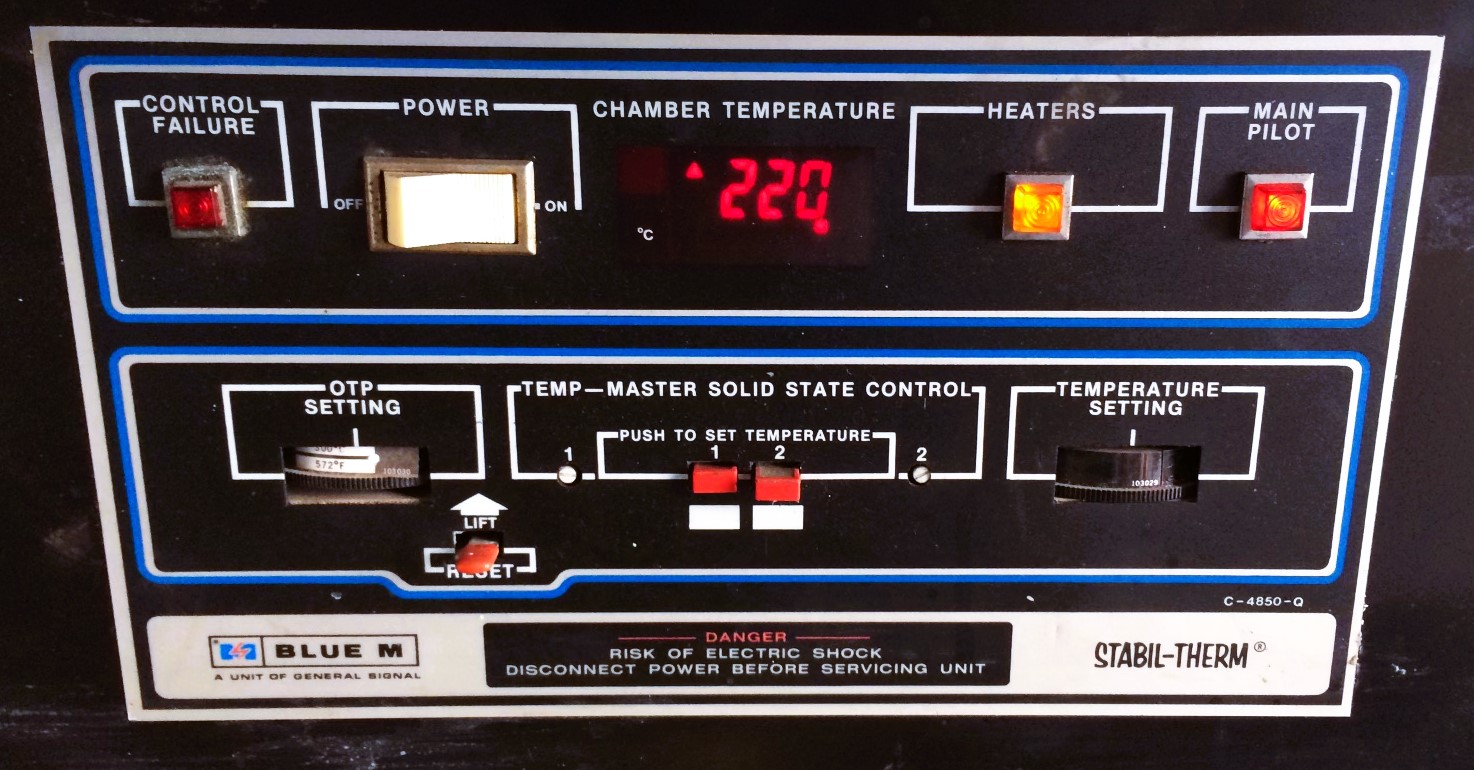 CONTROL
FAILURE
POWER
OFF
ON
CHAMBER TEMPERATURE
220
°C
HEATERS
MAIN
PILOT
OTP
SETTING
572°F
103030
LIFT
RESET
TEMP—MASTER SOLID STATE CONTROL
PUSH TO SET TEMPERATURE
1
1
2
2
TEMPERATURE
SETTING
103029
C-4850-Q
BLUE M
A UNIT OF GENERAL SIGNAL
DANGER
RISK OF ELECTRIC SHOCK
DISCONNECT POWER BEFORE SERVICING UNIT
STABIL-THERM®